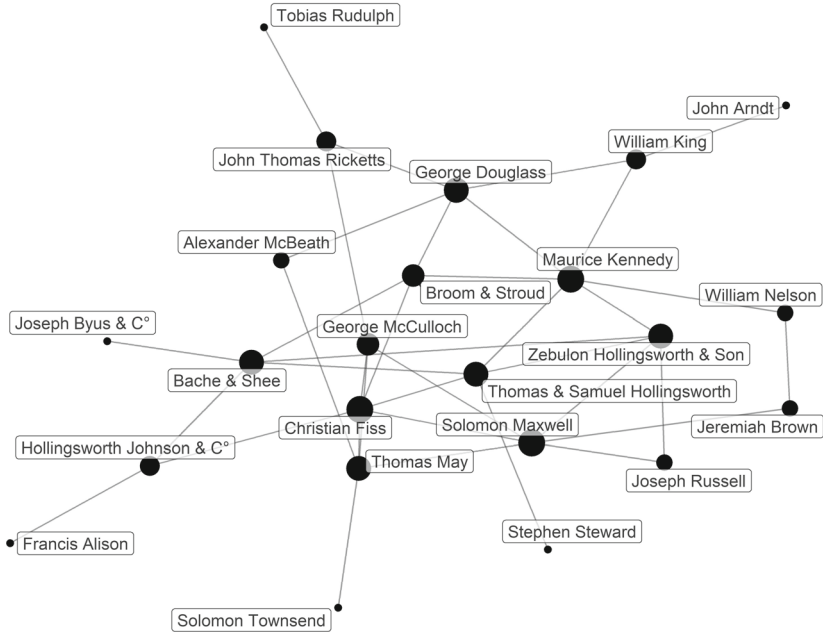 Tobias Rudulph
John Arndt
William King
John Thomas Ricketts
George Douglass
Alexander McBeath
Maurice Kennedy
Broom & Stroud
William Nelson
Joseph Byus & C°
George McCulloch
Zebulon Hollingsworth & Son
Bache & Shee
Thomas & Samuel Hollingsworth
Christian Fiss
Solomon Maxwell
Jeremiah Brown
Hollingsworth Johnson & C°
Thomas May
Joseph Russell
Stephen Steward
Francis Alison
Solomon Townsend